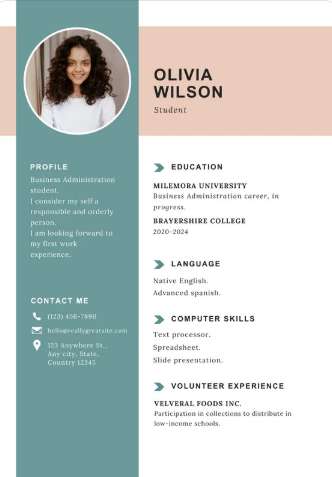 OLIVIA
WILSON
Student
PROFILE
Business Administration
student.
I consider my self a
responsible and orderly
person.
I am looking forward to
my first work
experience.
CONTACT ME
(123) 456-7890
hello@reallygreatsite.com
123 Anywhere St.,
Any city, State,
Country 12345
EDUCATION
MILEMORA UNIVERSITY
Business Administration career, in
progress.
BRAYERSHIRE COLLEGE
2020-2024
LANGUAGE
Native English.
Advanced spanish.
COMPUTER SKILLS
Text processor.
Spreadsheet.
Slide presentation.
VOLUNTEER EXPERIENCE
VELVERAL FOODS INC.
Participation in collections to distribute in
low-income schools.